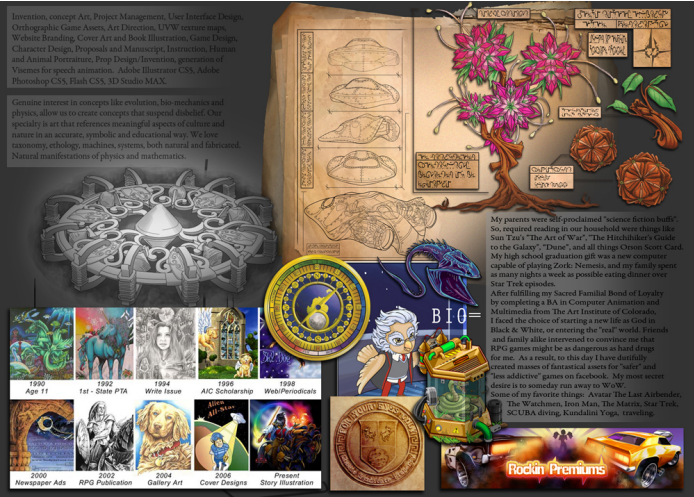 Invention, concept Art, Project Management, User Interface Design,
Orthographic Game Assets, Art Direction, UVW texture maps,
Website Branding, Cover Art and Book Illustration, Game Design,
Character Design, Proposals and Manuscript, Instruction, Human
and Animal Portraiture, Prop Design/Invention, generation of
Visemes for speech animation. Adobe Illustrator CS5, Adobe
Photoshop CS5, Flash CS5, 3D Studio MAX.
Genuine interest in concepts like evolution, bio-mechanics and
physics, allow us to create concepts that suspend disbelief. Our
specialty is art that references meaningful aspects of culture and
nature in an accurate, symbolic and educational way. We love
taxonomy, ethology, machines, systems, both natural and fabricated.
Natural manifestations of physics and mathematics.
My parents were self-proclaimed "science fiction buffs".
So, required reading in our household were things like
Sun Tzu's "The Art of War", "The Hitchhiker's Guide
to the Galaxy", "Dune", and all things Orson Scott Card.
My high school graduation gift was a new computer
capable of playing Zork: Nemesis, and my family spent
as many nights a week as possible eating dinner over
Star Trek episodes.
After fulfilling my Sacred Familial Bond of Loyalty
by completing a BA in Computer Animation and
Multimedia from The Art Institute of Colorado,
I faced the choice of starting a new life as God in
Black & White, or entering the "real" world. Friends
and family alike intervened to convince me that
RPG games might be as dangerous as hard drugs
for me. As a result, to this day I have dutifully
created masses of fantastical assets for "safer" and
"less addictive" games on facebook. My most secret
desire is to someday run away to WoW.
Some of my favorite things: Avatar The Last Airbender,
The Watchmen, Iron Man, The Matrix, Star Trek,
SCUBA diving, Kundalini Yoga, traveling.
BIO=
1990
Age 11
1992
1st - State PTA
1994
Write Issue
1996
AIC Scholarship
1998
WebiPeriodicals
Alien
All-Star
2000
Newspaper Ads
2002
RPG Publication
2004
Gallery Art
2006
Cover Designs
Present
Story Illustration
Rockin Premiums